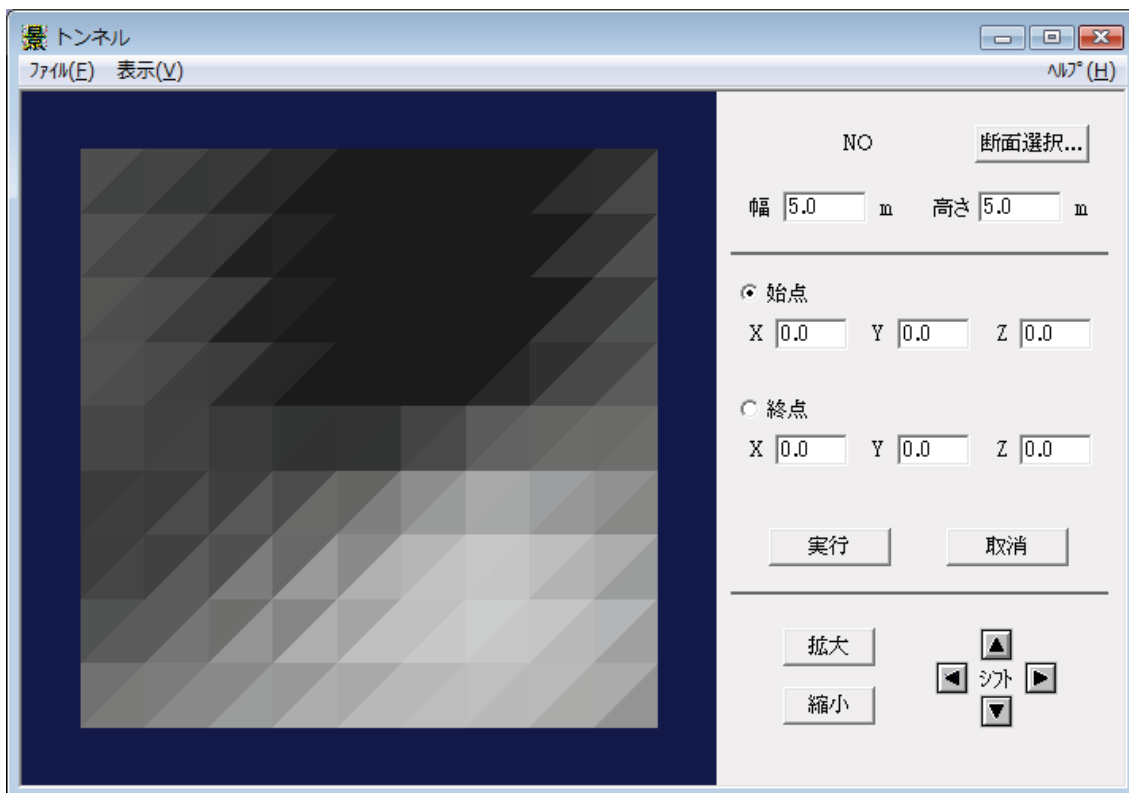 景 トンネル
ﾌｧｲﾙ(F) 表示(V) ﾍﾙﾌﾟ(H)
NO 断面選択...
幅 5.0 m 高さ 5.0 m
始点
X 0.0 Y 0.0 Z 0.0
終点
X 0.0 Y 0.0 Z 0.0
実行 取消
拡大
ｼﾌﾄ
縮小